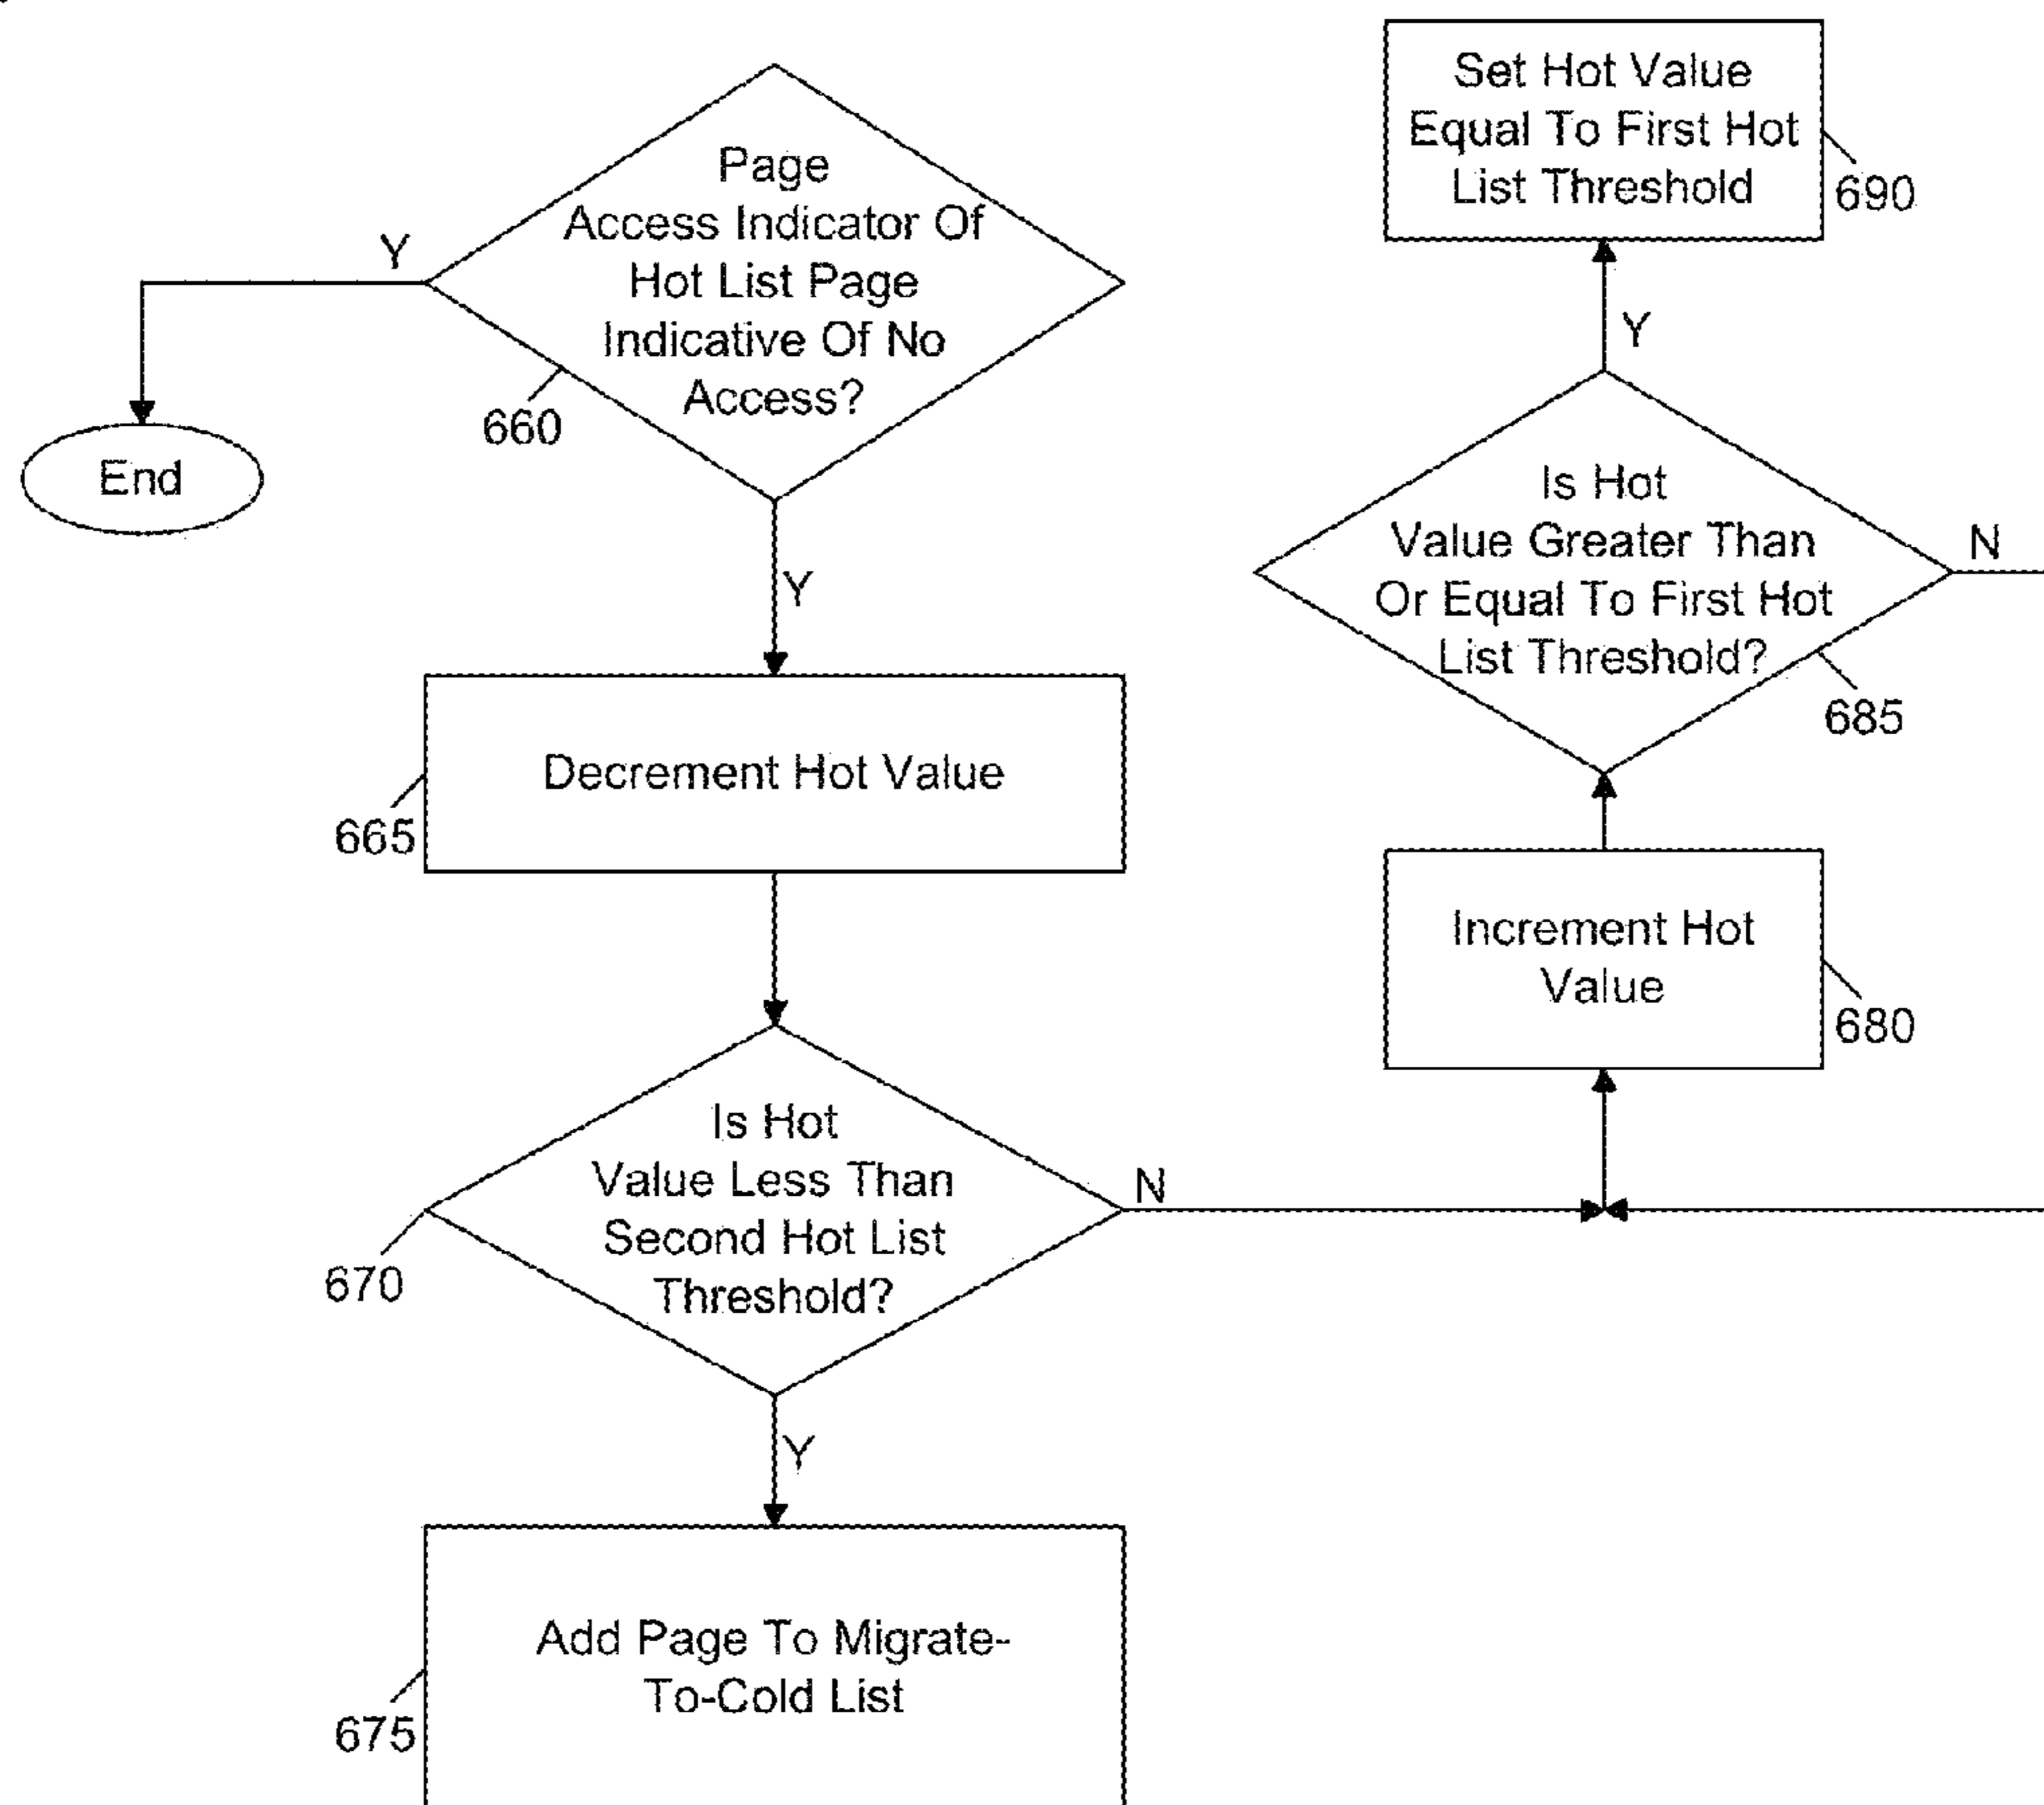 Page
Access Indicator Of
Hot List Page
Indicative Of No
Access?
660
Y
End
Y
Decrement Hot Value
665
Is Hot
Value Less Than
Second Hot List
Threshold?
670
N
Y
Add Page To Migrate-
To-Cold List
675
Set Hot Value
Equal To First Hot
List Threshold
690
Y
Is Hot
Value Greater Than
Or Equal To First Hot
List Threshold?
685
N
Increment Hot
Value
680